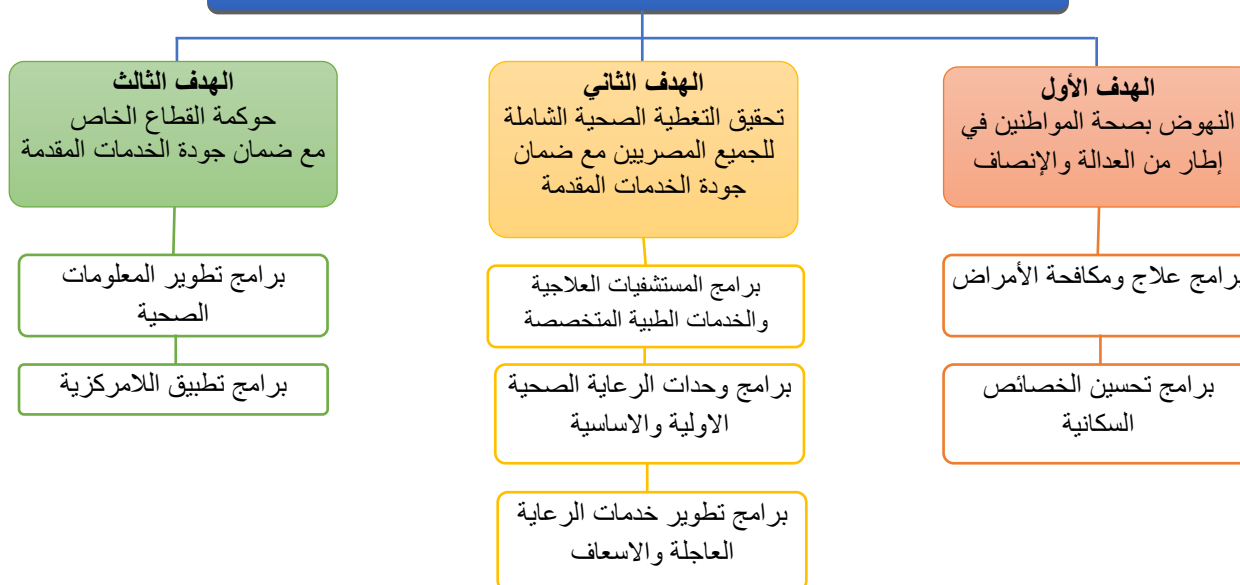 الهدف الأول
النهوض بصحة المواطنين في
إطار من العدالة والإنصاف
برامج علاج ومكافحة الأمراض
برامج تحسين الخصائص
السكانية
الهدف الثاني
تحقيق التغطية الصحية الشاملة
للجميع المصريين مع ضمان
جودة الخدمات المقدمة
برامج المستشفيات العلاجية
والخدمات الطبية المتخصصة
برامج وحدات الرعاية الصحية
الاولية والاساسية
برامج تطوير خدمات الرعاية
العاجلة والاسعاف
الهدف الثالث
حوكمة القطاع الخاص
مع ضمان جودة الخدمات المقدمة
برامج تطوير المعلومات
الصحية
برامج تطبيق اللامركزية